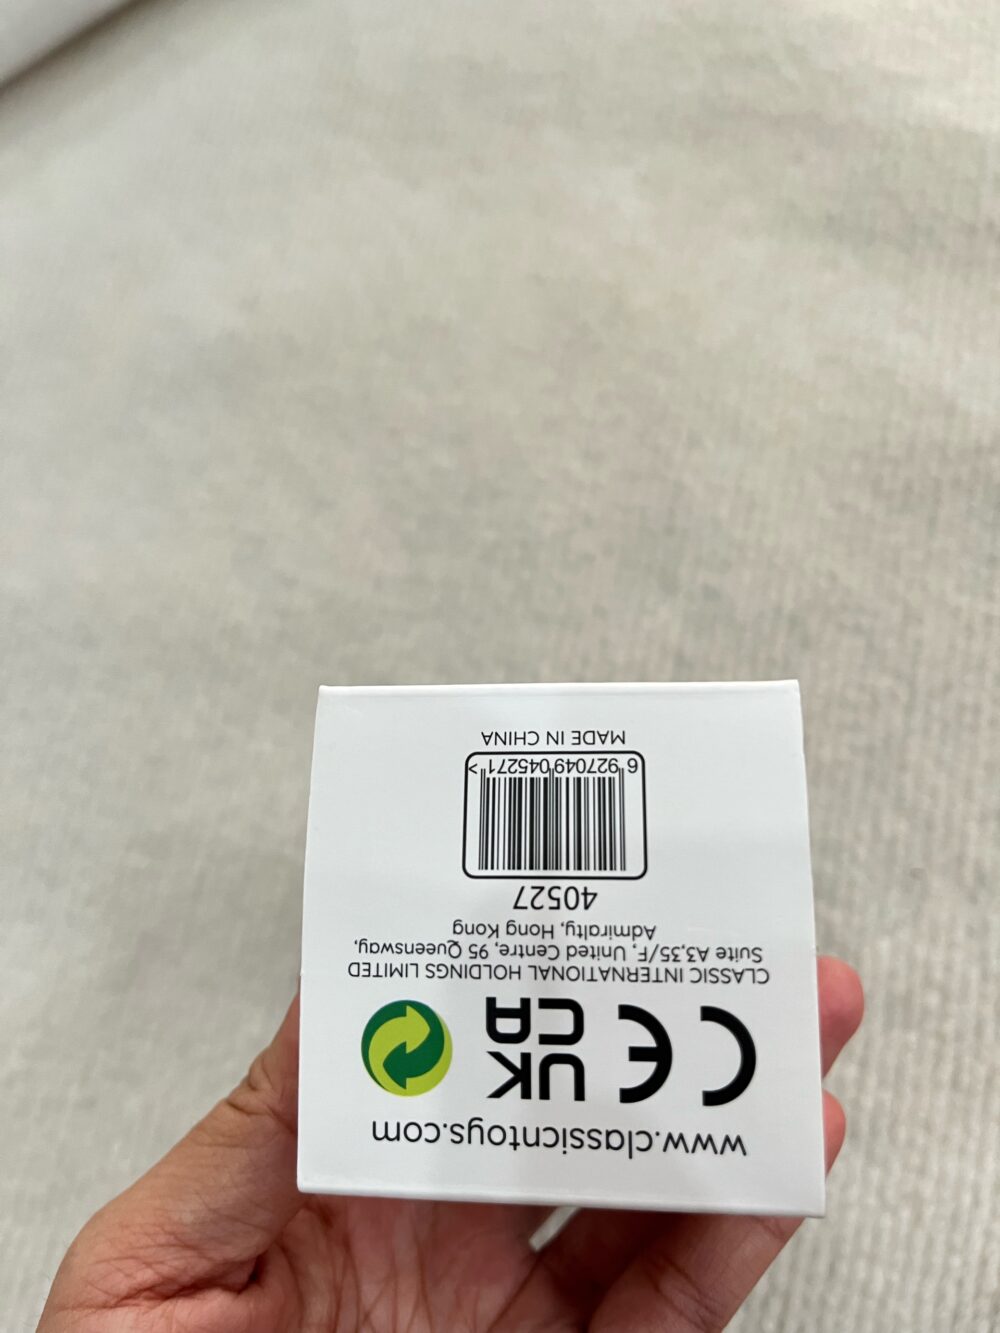 www.classicntoys.com
CE UK
CA
CLASSIC INTERNATIONAL HOLDINGS LIMITED
Suite A3,35/F, United Centre, 95 Queensway,
Admiralty, Hong Kong
40527
6 927049 045271 >
MADE IN CHINA